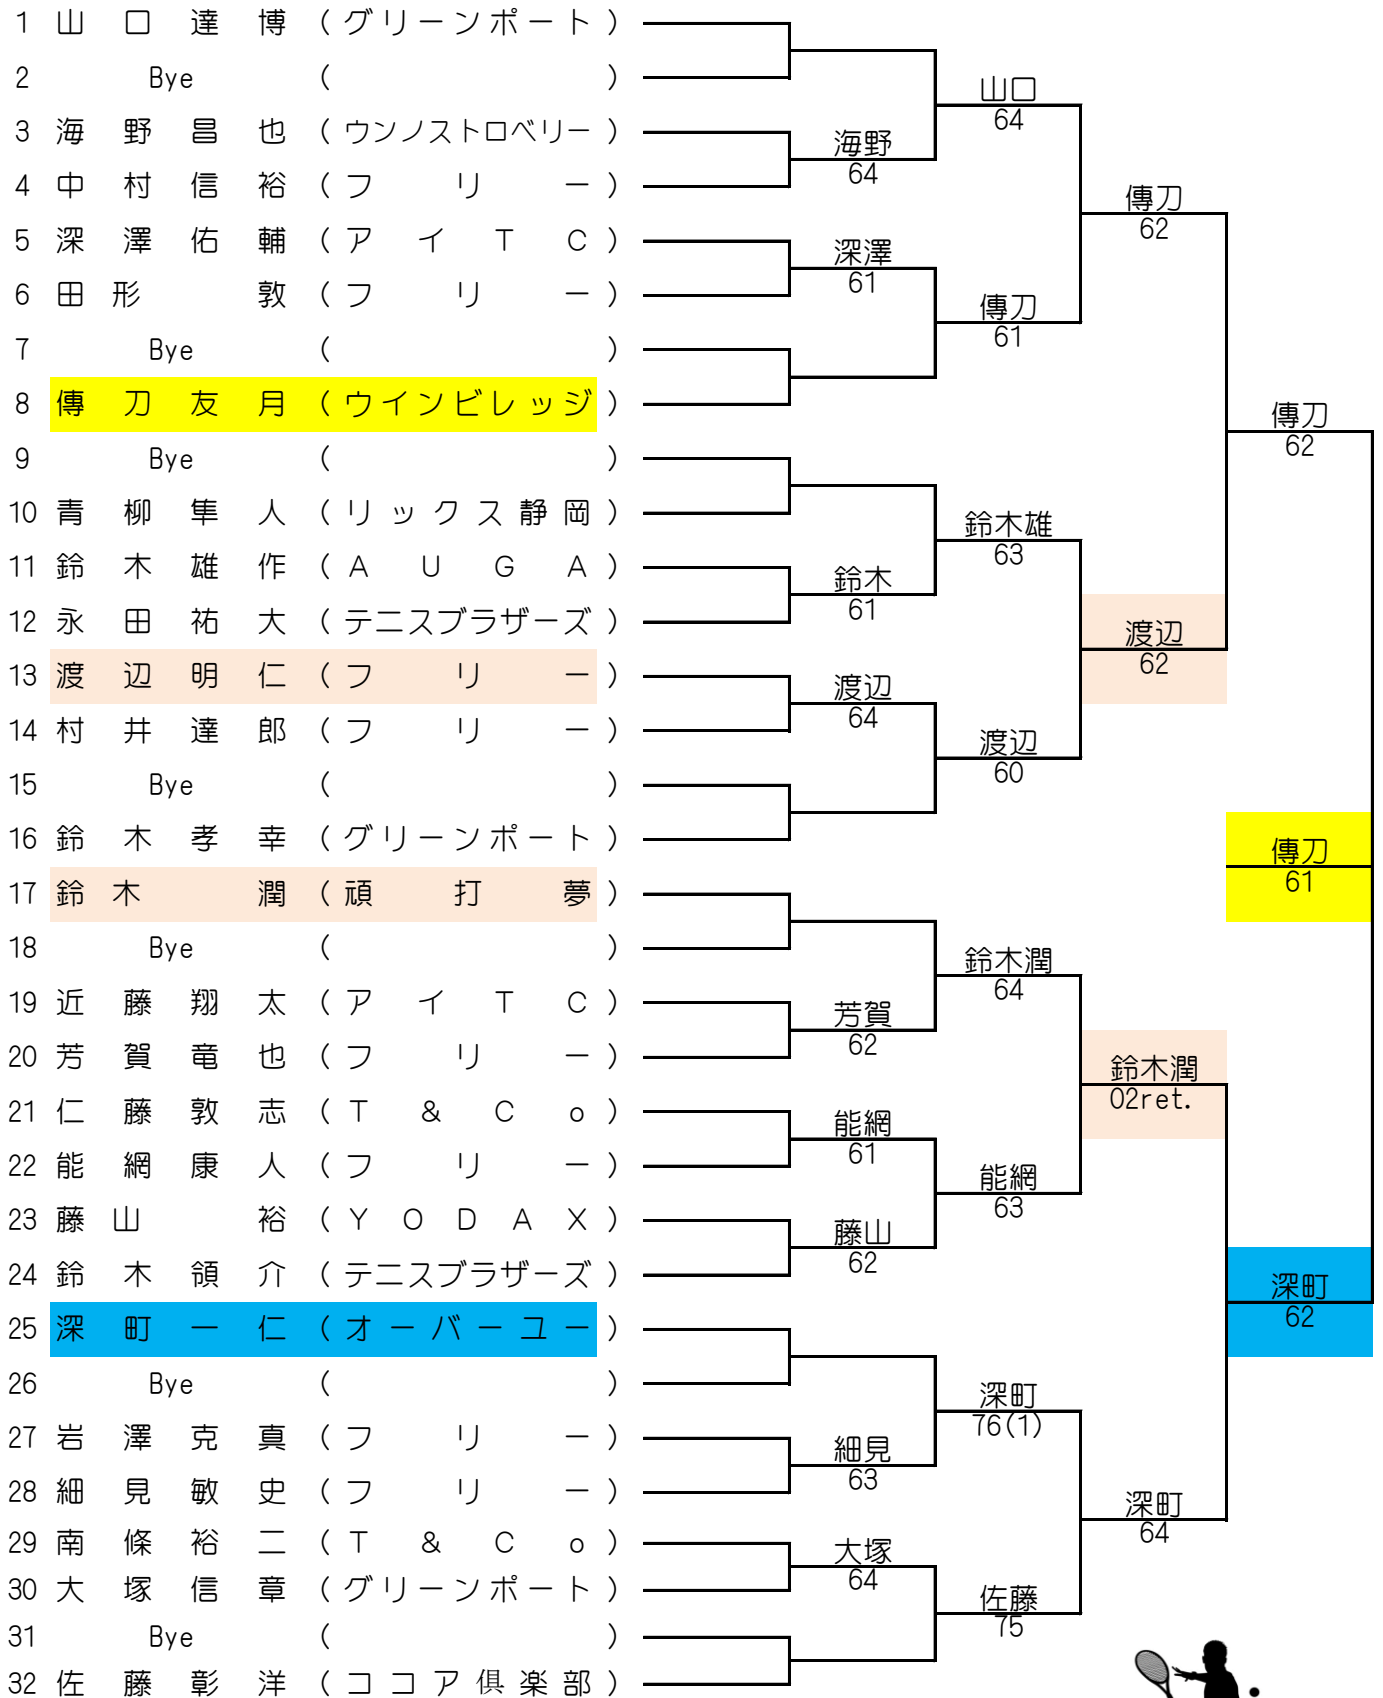 1 山口達博 (グリーンポート)
2 Bye ( )
山口
64
3 海野昌也 (ウンノストロベリー)
海野
64
4 中村信裕 (フリー)
傳刀
62
5 深澤佑輔 (アイTC)
深澤
61
6 田形 敦 (フリー)
傳刀
61
7 Bye ( )
8 傳刀友月 (ウインビレッジ)
傳刀
62
9 Bye ( )
10 青柳隼人 (リックス静岡)
鈴木雄
63
11 鈴木雄作 (AUGA)
鈴木
61
12 永田祐大 (テニスブラザーズ)
渡辺
62
13 渡辺明仁 (フリー)
渡辺
64
14 村井達郎 (フリー)
渡辺
60
15 Bye ( )
16 鈴木孝幸 (グリーンポート)
傳刀
61
17 鈴木 潤 (頑打夢)
18 Bye ( )
鈴木潤
64
19 近藤翔太 (アイTC)
芳賀
62
20 芳賀竜也 (フリー)
鈴木潤
02ret.
21 仁藤敦志 (T&Co)
能網
61
22 能網康人 (フリー)
能網
63
23 藤山 裕 (YODAX)
藤山
62
24 鈴木領介 (テニスブラザーズ)
深町
62
25 深町一仁 (オーバーユー)
26 Bye ( )
深町
76(1)
27 岩澤克真 (フリー)
細見
63
28 細見敏史 (フリー)
深町
64
29 南條裕二 (T&Co)
大塚
64
30 大塚信章 (グリーンポート)
佐藤
75
31 Bye ( )
32 佐藤彰洋 (ココア倶楽部)